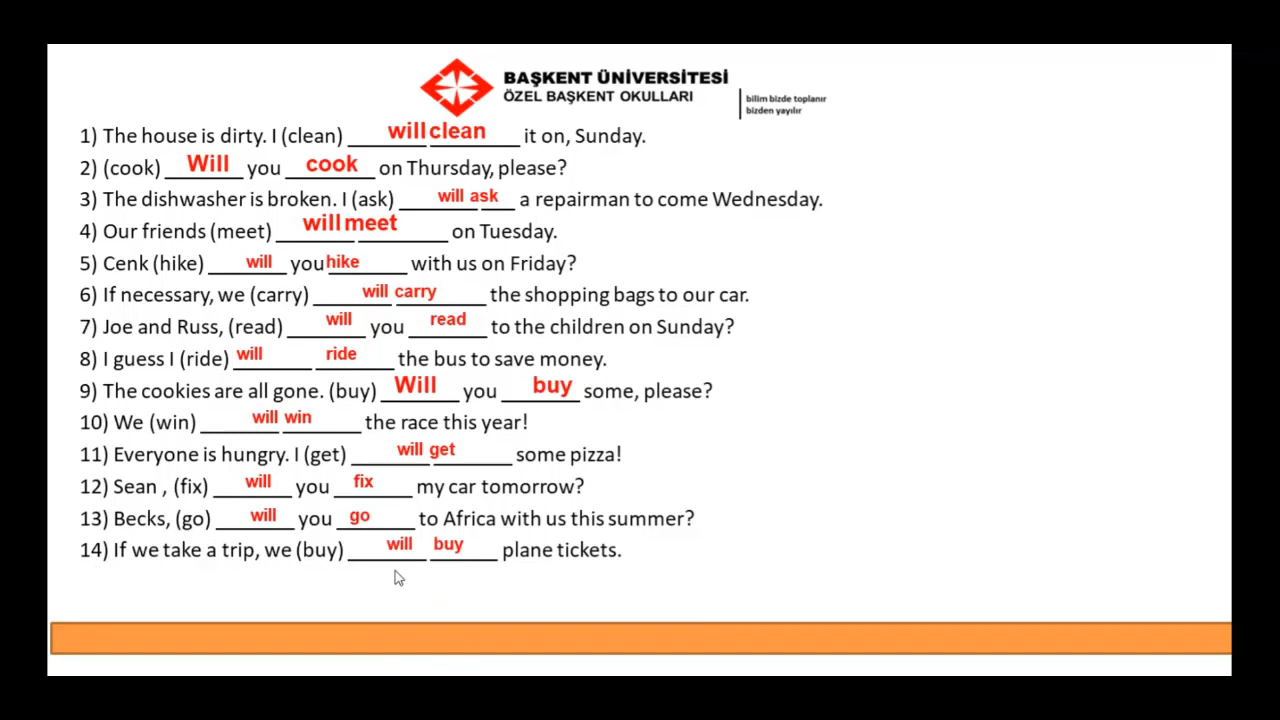 BAŞKENT ÜNİVERSİTESİ
ÖZEL BAŞKENT OKULLARI
bilim bizde toplanır
bizden yayılır
1) The house is dirty. I (clean) will clean it on, Sunday.
2) (cook) Will you cook on Thursday, please?
3) The dishwasher is broken. I (ask) will ask a repairman to come Wednesday.
4) Our friends (meet) will meet on Tuesday.
5) Cenk (hike) will you hike with us on Friday?
6) If necessary, we (carry) will carry the shopping bags to our car.
7) Joe and Russ, (read) will you read to the children on Sunday?
8) I guess I (ride) will ride the bus to save money.
9) The cookies are all gone. (buy) Will you buy some, please?
10) We (win) will win the race this year!
11) Everyone is hungry. I (get) will get some pizza!
12) Sean , (fix) will you fix my car tomorrow?
13) Becks, (go) will you go to Africa with us this summer?
14) If we take a trip, we (buy) will buy plane tickets.